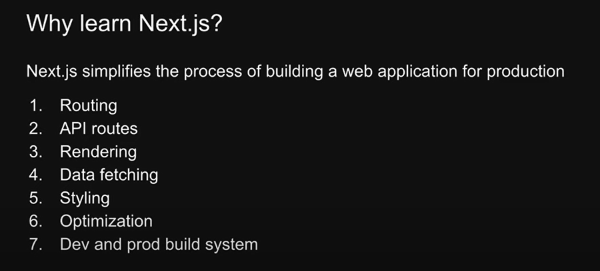 Why learn Next.js?
Next.js simplifies the process of building a web application for production
1. Routing
2. API routes
3. Rendering
4. Data fetching
5. Styling
6. Optimization
7. Dev and prod build system